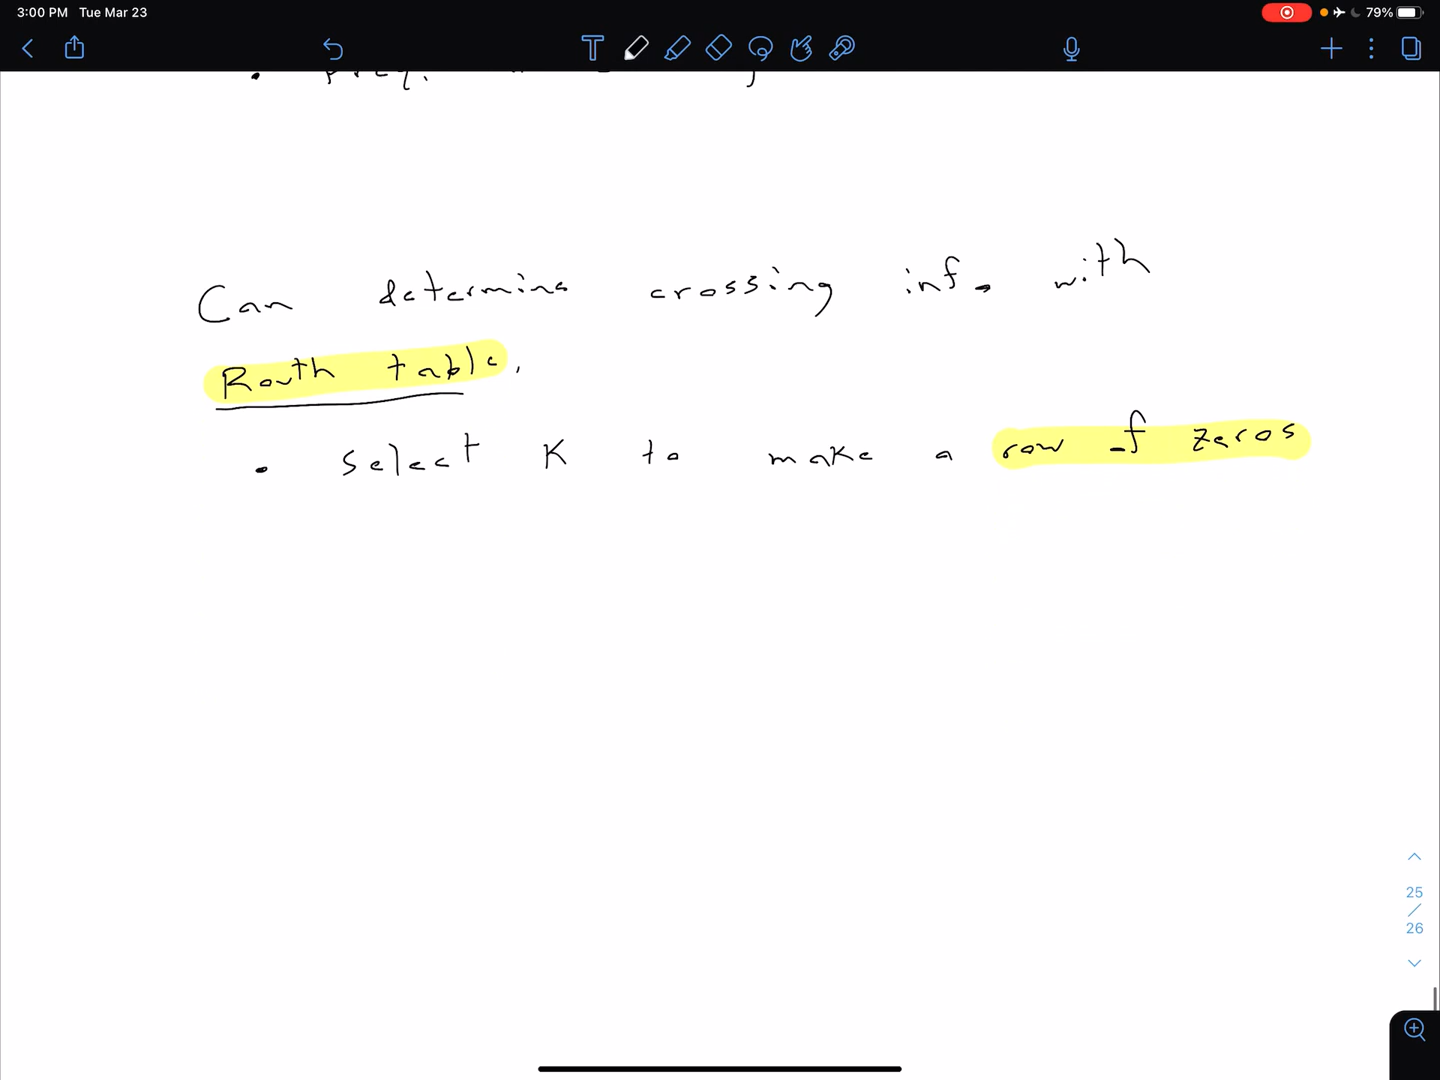 3:00 PM Tue Mar 23
79%
Can determine crossing inf. with
Routh table.
• select K to make a row of zeros
25
/
26